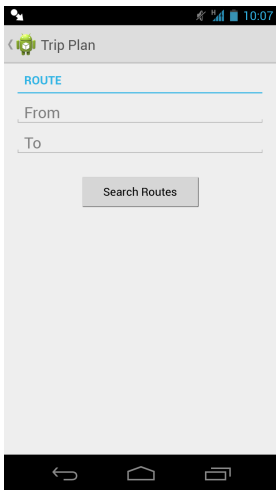 H 10:07
Trip Plan
ROUTE
From
To
Search Routes